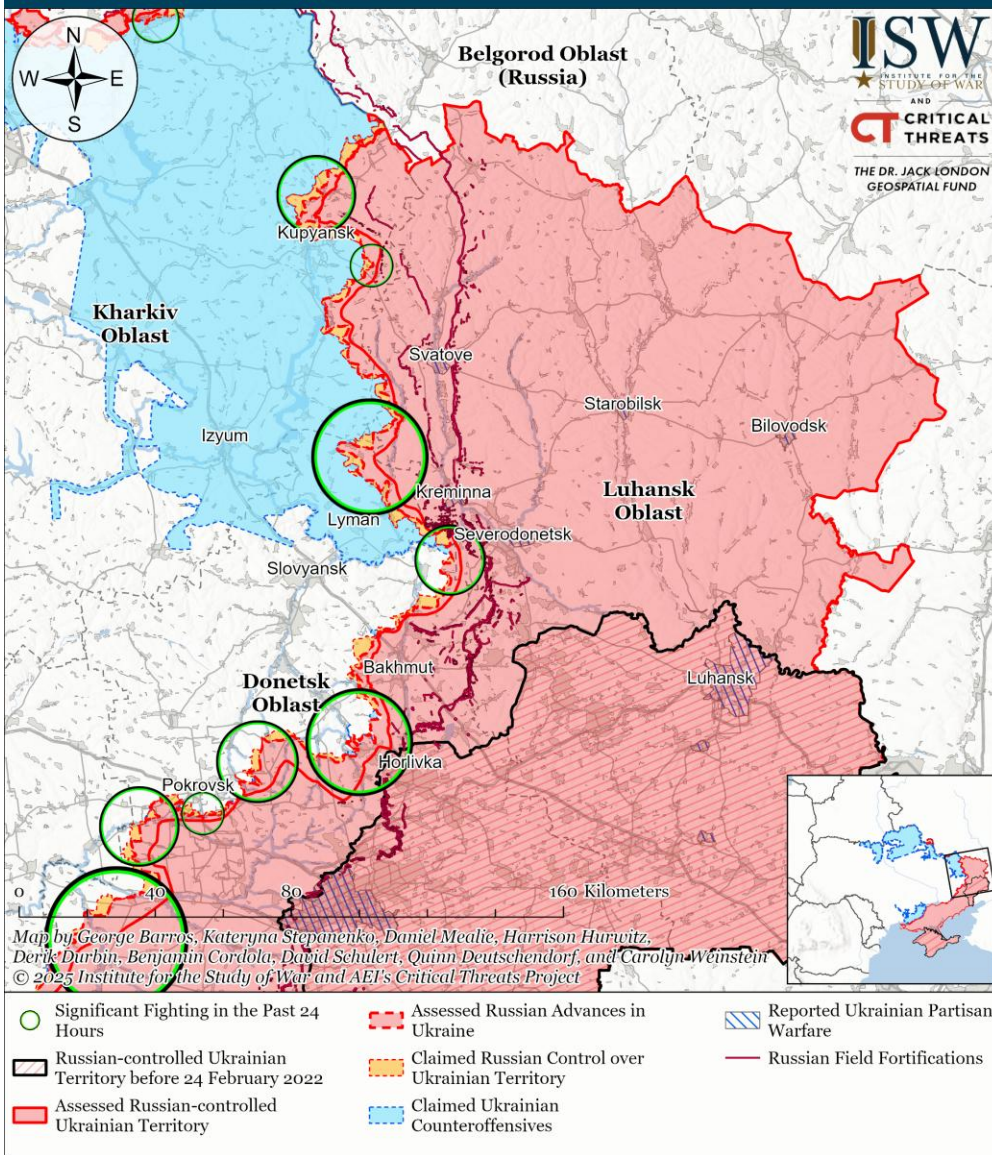 N
W E
S
Belgorod Oblast
(Russia)
ISW
INSTITUTE FOR THE
STUDY OF WAR
AND
CT CRITICAL
THREATS
THE DR. JACK LONDON
GEOSPATIAL FUND
Kupyansk
Kharkiv
Oblast
Svatove
Starobilsk
Bilovodsk
Izyum
Kreminna
Luhansk
Oblast
Lyman
Severodonetsk
Slovyansk
Bakhmut
Luhansk
Donetsk
Oblast
Horlivka
Pokrovsk
0 40 80 160 Kilometers
Map by George Barros, Kateryna Stepanenko, Daniel Mealie, Harrison Hurwitz,
Derik Durbin, Benjamin Cordola, David Schulert, Quinn Deutschendorf, and Carolyn Weinstein
© 2025 Institute for the Study of War and AEI's Critical Threats Project
Significant Fighting in the Past 24
Hours
Russian-controlled Ukrainian
Territory before 24 February 2022
Assessed Russian-controlled
Ukrainian Territory
Assessed Russian Advances in
Ukraine
Claimed Russian Control over
Ukrainian Territory
Claimed Ukrainian
Counteroffensives
Reported Ukrainian Partisan
Warfare
Russian Field Fortifications